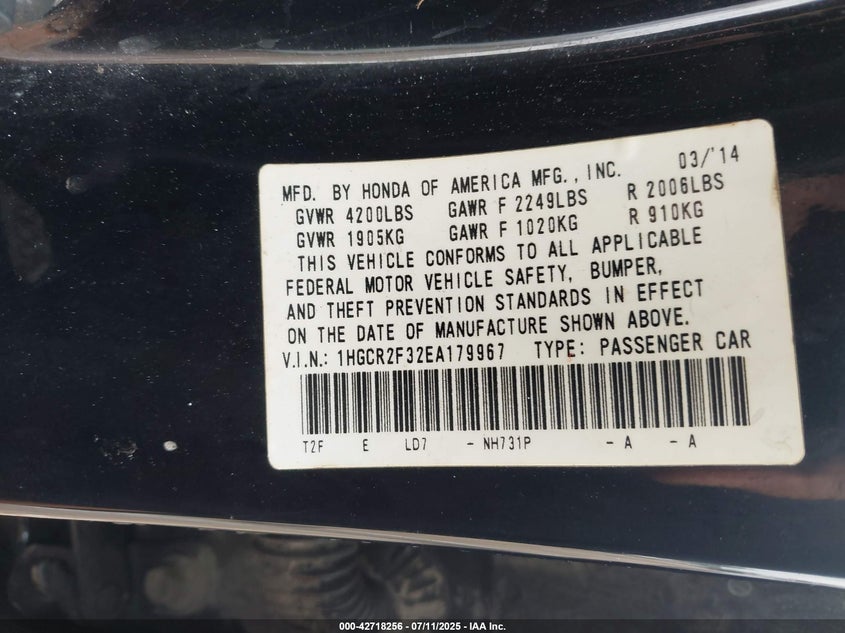 MFD. BY HONDA OF AMERICA MFG., INC. 03/'14
GVWR 4200LBS GAWR F 2249LBS R 2006LBS
GVWR 1905KG GAWR F 1020KG R 910KG
THIS VEHICLE CONFORMS TO ALL APPLICABLE
FEDERAL MOTOR VEHICLE SAFETY, BUMPER,
AND THEFT PREVENTION STANDARDS IN EFFECT
ON THE DATE OF MANUFACTURE SHOWN ABOVE.
V.I.N.: 1HGCR2F32EA179967 TYPE: PASSENGER CAR
T2F E LD7 - NH731P - A - A
000-42718256 - 07/11/2025 - IAA Inc.